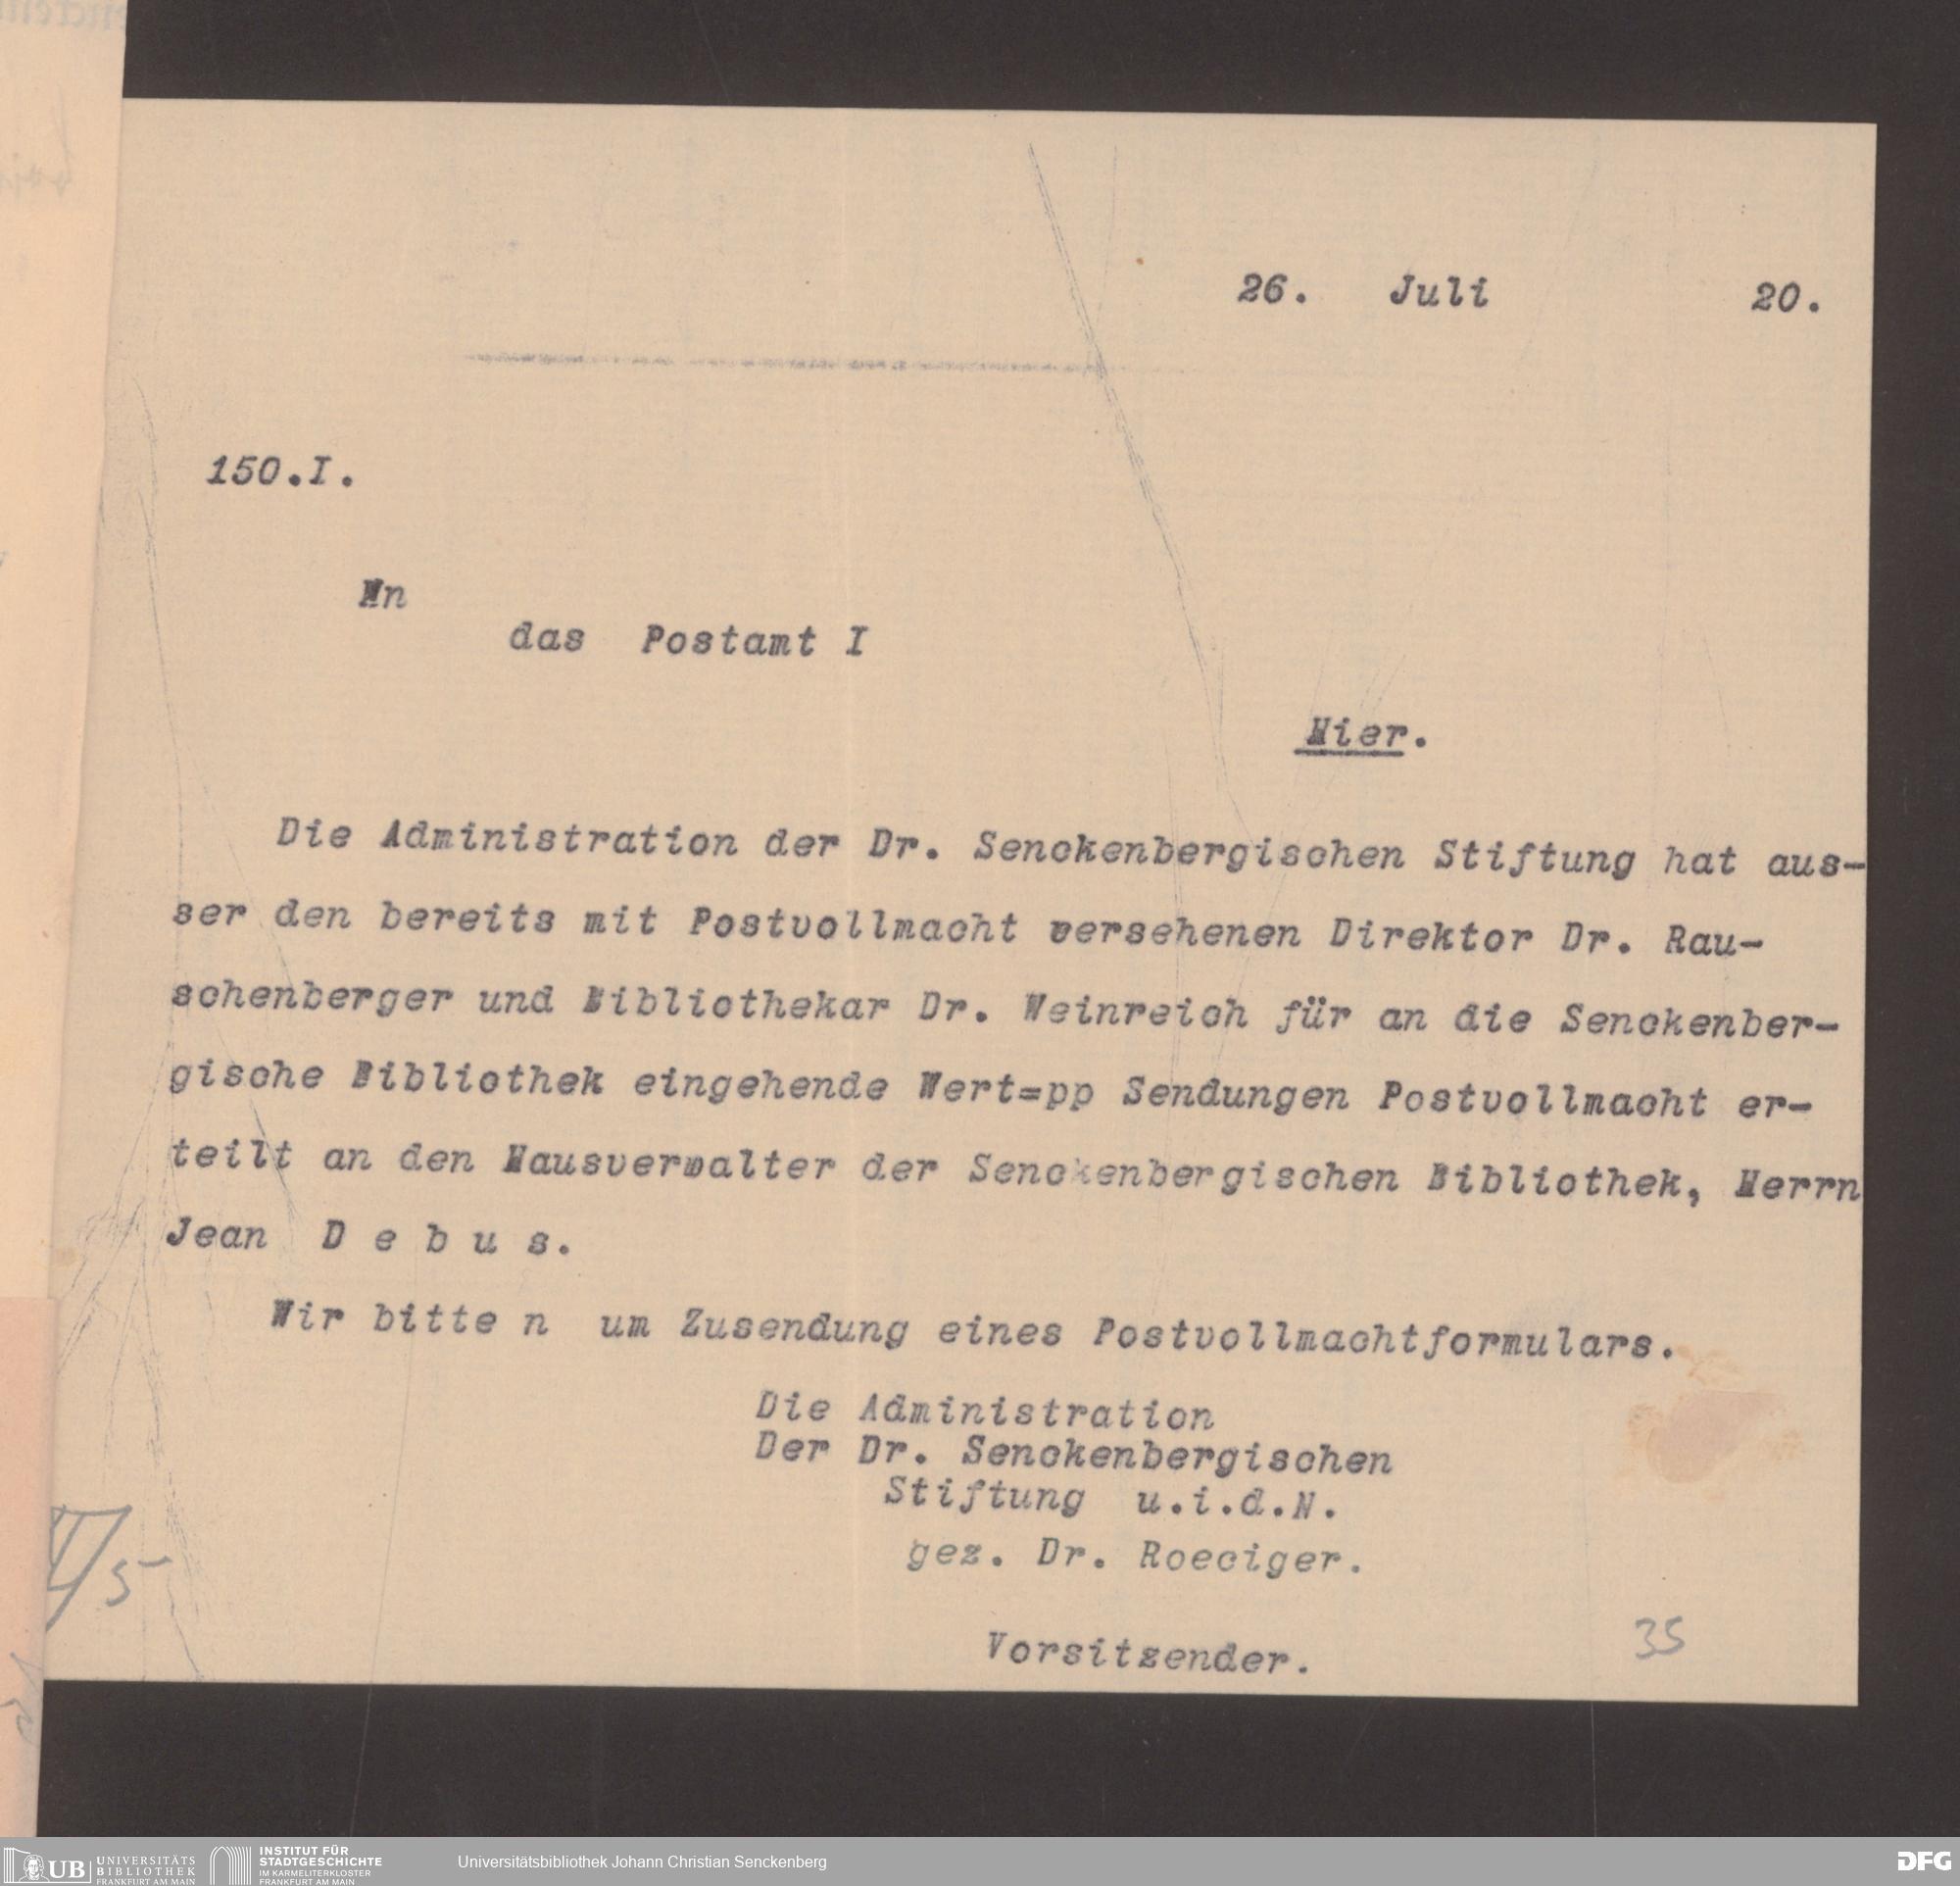 26. Juli 20.
150.I.
An
das Postamt I
Hier.
Die Administration der Dr. Senckenbergischen Stiftung hat aus-
ser den bereits mit Postvollmacht versehenen Direktor Dr. Rau-
schenberger und Bibliothekar Dr. Weinreich für an die Senckenber-
gische Bibliothek eingehende Wert=pp Sendungen Postvollmacht er-
teilt an den Hausverwalter der Senckenbergischen Bibliothek, Herrn
Jean D e b u s.
Wir bitte n um Zusendung eines Postvollmachtformulars.
Die Administration
Der Dr. Senckenbergischen
Stiftung u.i.d.N.
gez. Dr. Roediger.
Vorsitzender.
35
UB UNIVERSITÄTS
BIBLIOTHEK
FRANKFURT AM MAIN
INSTITUT FÜR
STADTGESCHICHTE
IM KARMELITERKLOSTER
FRANKFURT AM MAIN
Universitätsbibliothek Johann Christian Senckenberg
DFG